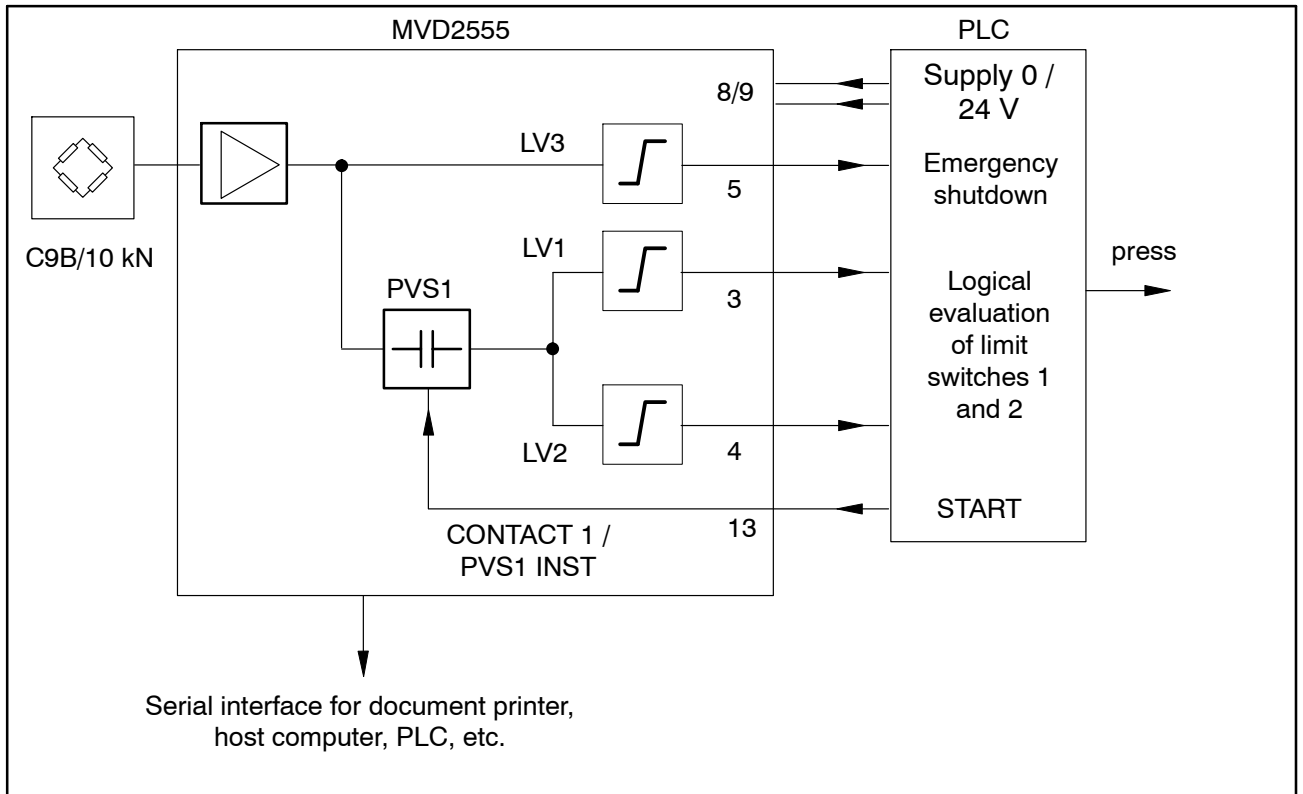 MVD2555
PLC
8/9
Supply 0 /
24 V
LV3
5
Emergency
shutdown
C9B/10 kN
LV1
3
press
PVS1
Logical
evaluation
of limit
switches 1
and 2
LV2
4
START
13
CONTACT 1 /
PVS1 INST
Serial interface for document printer,
host computer, PLC, etc.